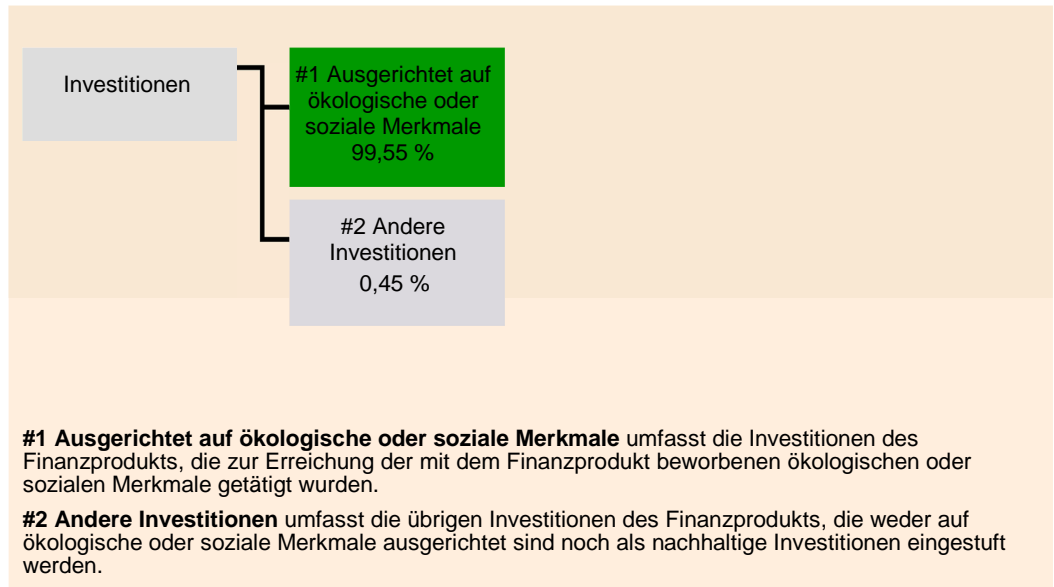 Investitionen
#1 Ausgerichtet auf
ökologische oder
soziale Merkmale
99,55 %
#2 Andere
Investitionen
0,45 %
#1 Ausgerichtet auf ökologische oder soziale Merkmale umfasst die Investitionen des
Finanzprodukts, die zur Erreichung der mit dem Finanzprodukt beworbenen ökologischen oder
sozialen Merkmale getätigt wurden.
#2 Andere Investitionen umfasst die übrigen Investitionen des Finanzprodukts, die weder auf
ökologische oder soziale Merkmale ausgerichtet sind noch als nachhaltige Investitionen eingestuft
werden.